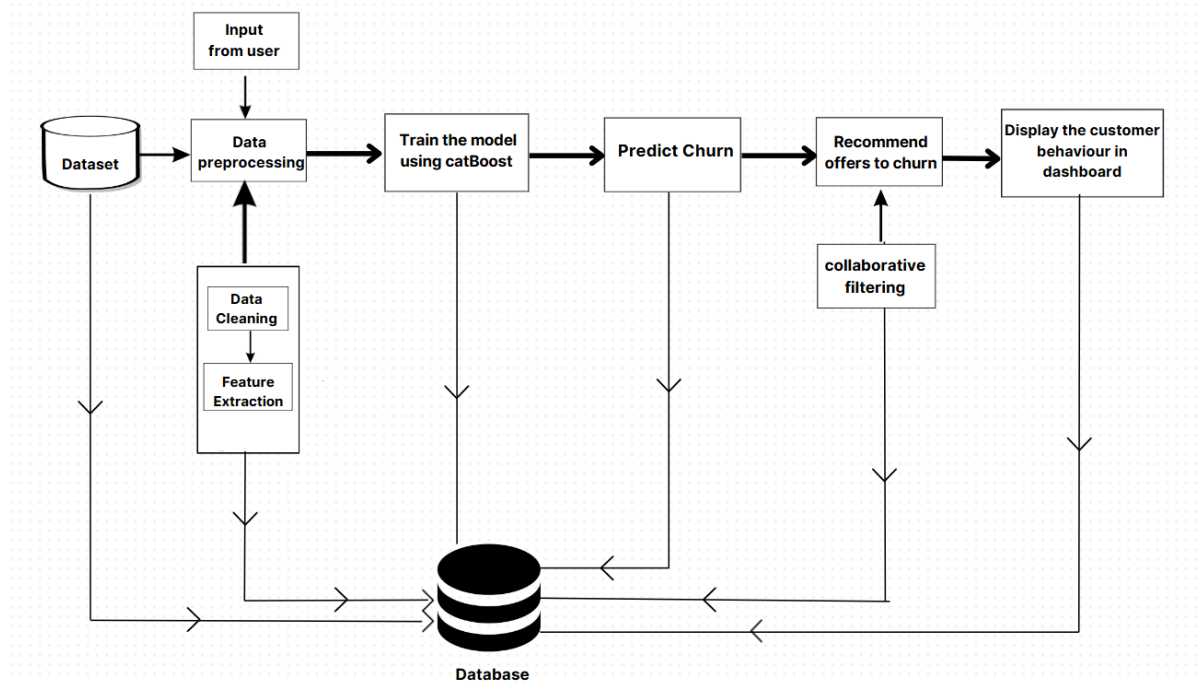 Input
from user
Dataset
Data
preprocessing
Train the model
using catBoost
Predict Churn
Recommend
offers to churn
Display the customer
behaviour in
dashboard
collaborative
filtering
Data
Cleaning
Feature
Extraction
Database